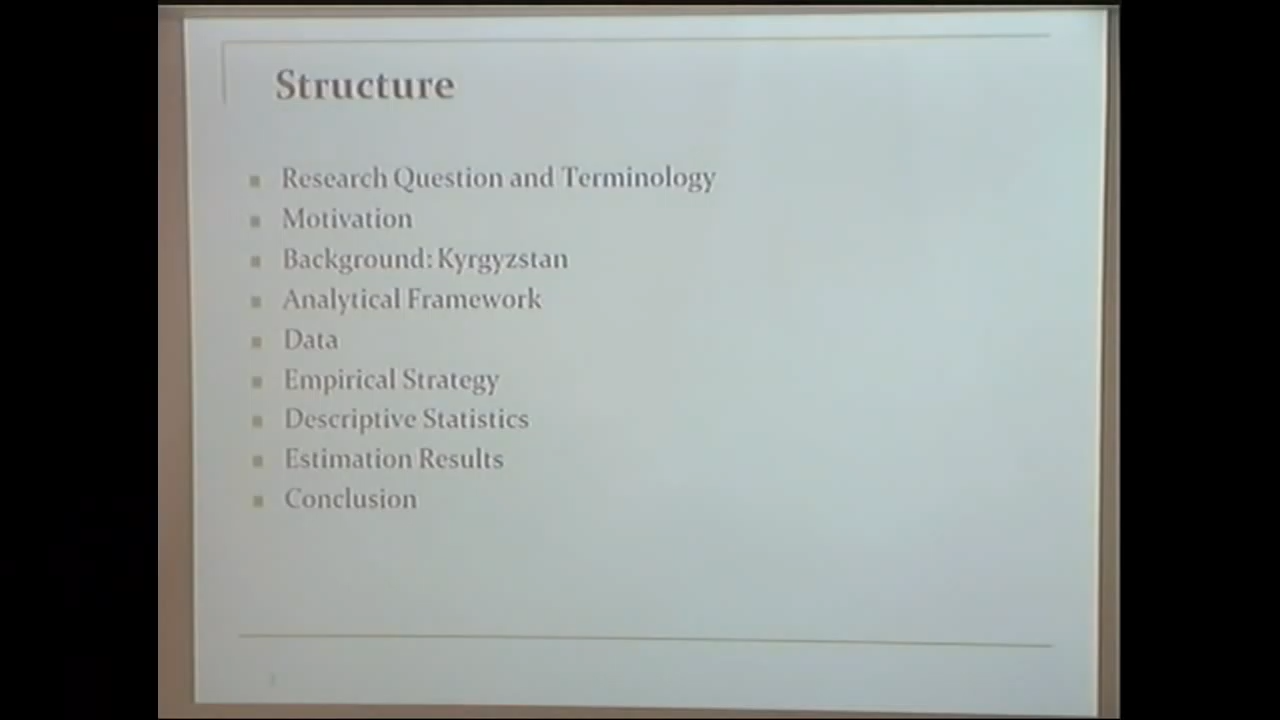 Structure
Research Question and Terminology
Motivation
Background: Kyrgyzstan
Analytical Framework
Data
Empirical Strategy
Descriptive Statistics
Estimation Results
Conclusion